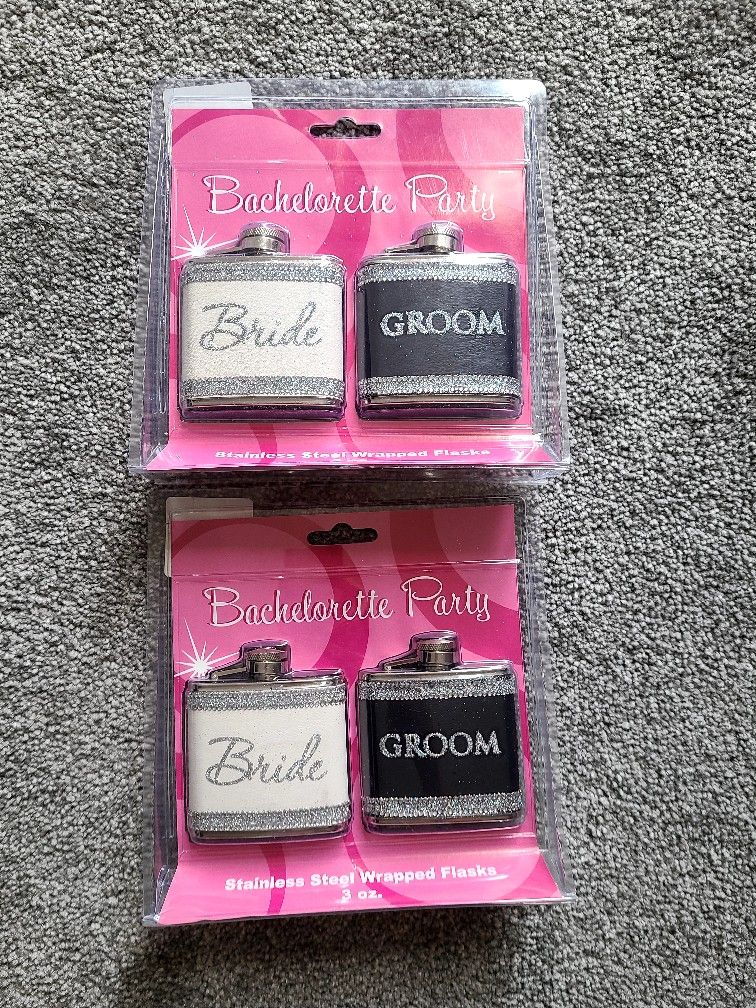 Bachelorette Party
Bride
GROOM
Stainless Steel Wrapped Flasks
Bachelorette Party
Bride
GROOM
Stainless Steel Wrapped Flasks
3 oz.